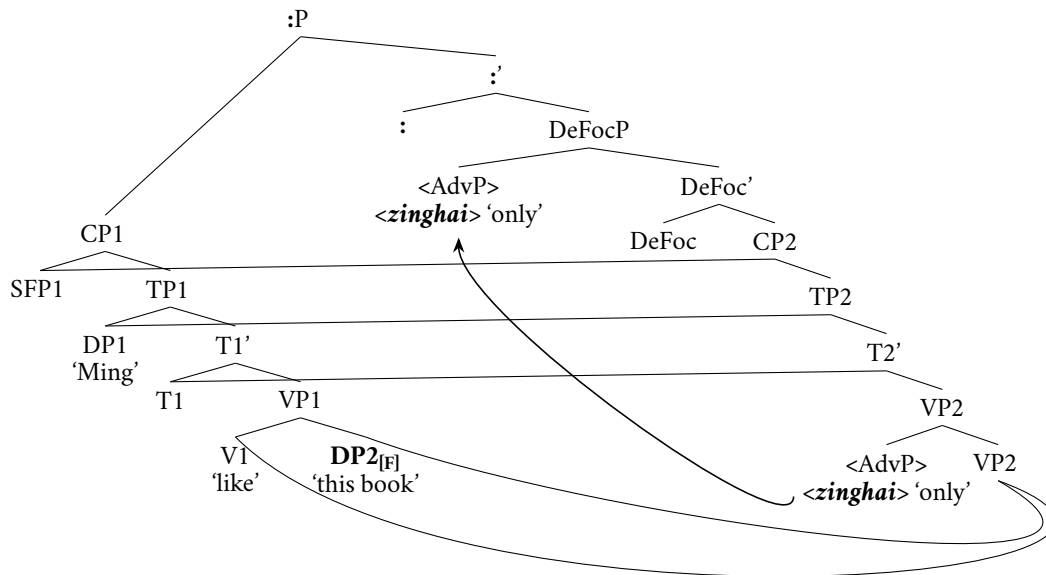 :P
:’
: DeFocP
<AdvP> DeFoc’
<zinghai> ‘only’
CP1 DeFoc CP2
SFP1 TP1 TP2
DP1 T1’ T2’
‘Ming’
T1 VP1 VP2
V1 DP2[F] <AdvP> VP2
‘like’ ‘this book’ <zinghai> ‘only’